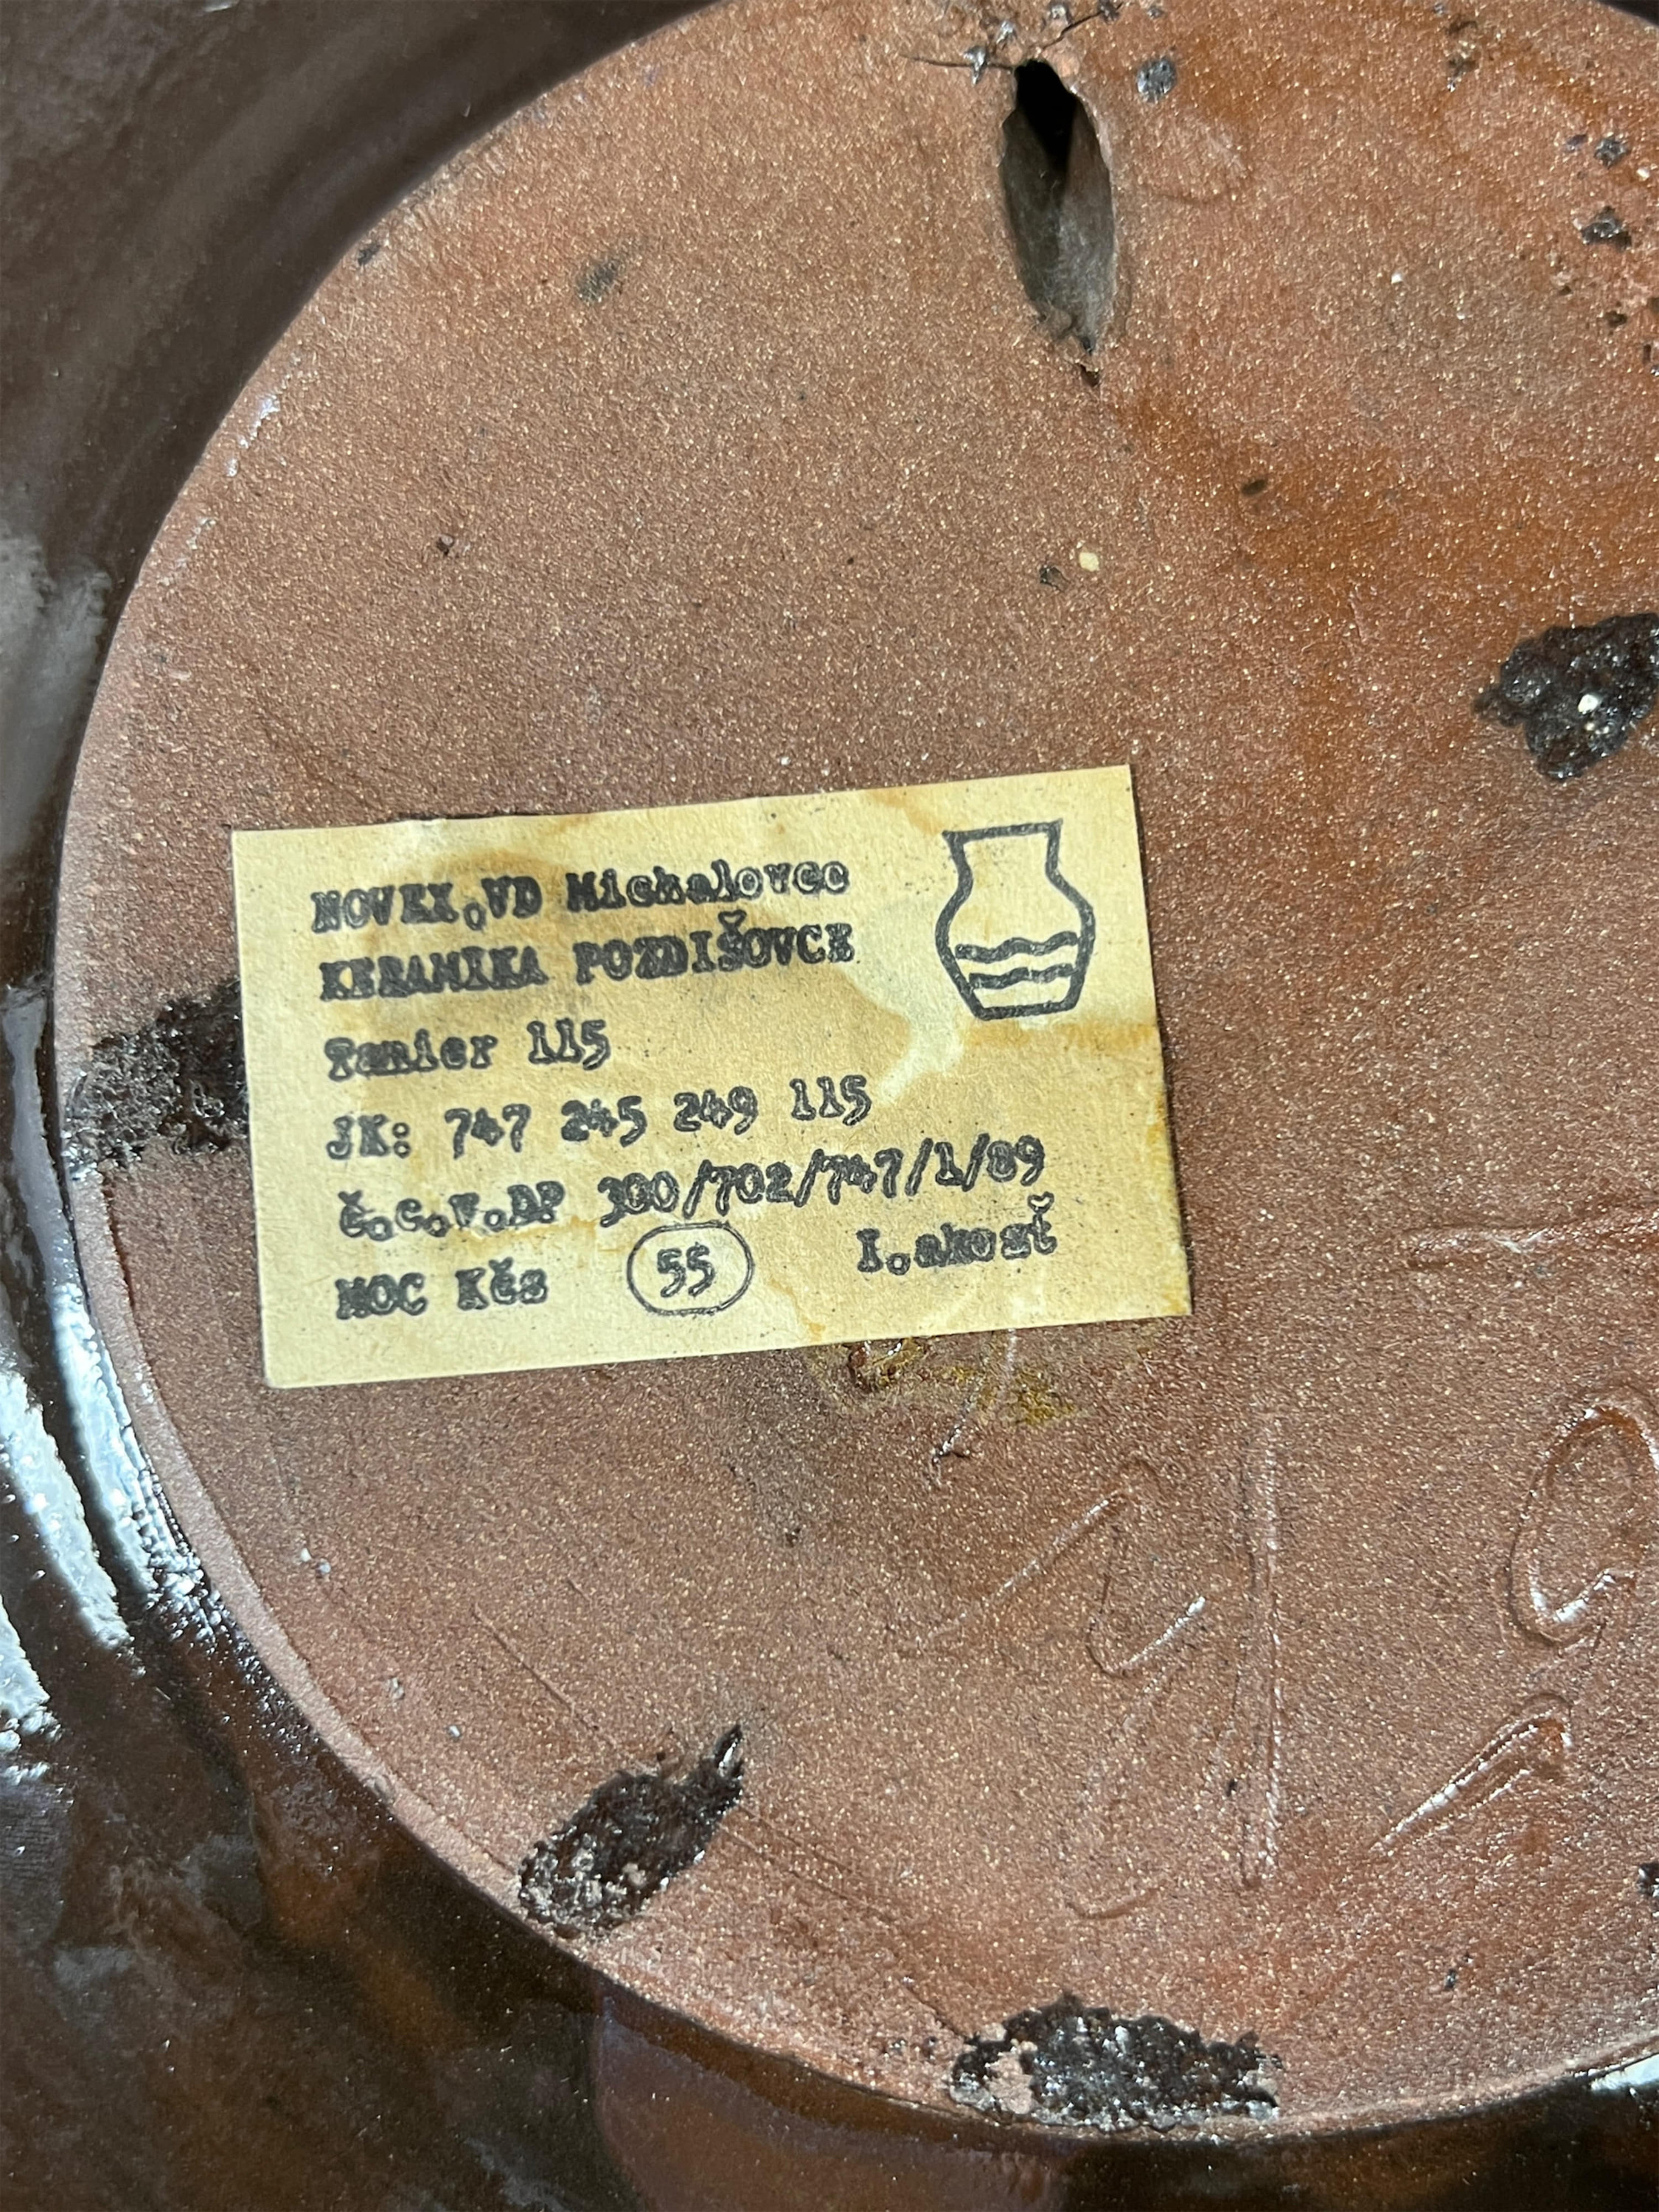 NOVEX,VD Michalovce
KERAMIKA POZDIŠOVCE
Tanier 115
JK: 747 245 249 115
č.c.V.DP 300/702/747/1/89
MOC Kčs 55 I.akosť